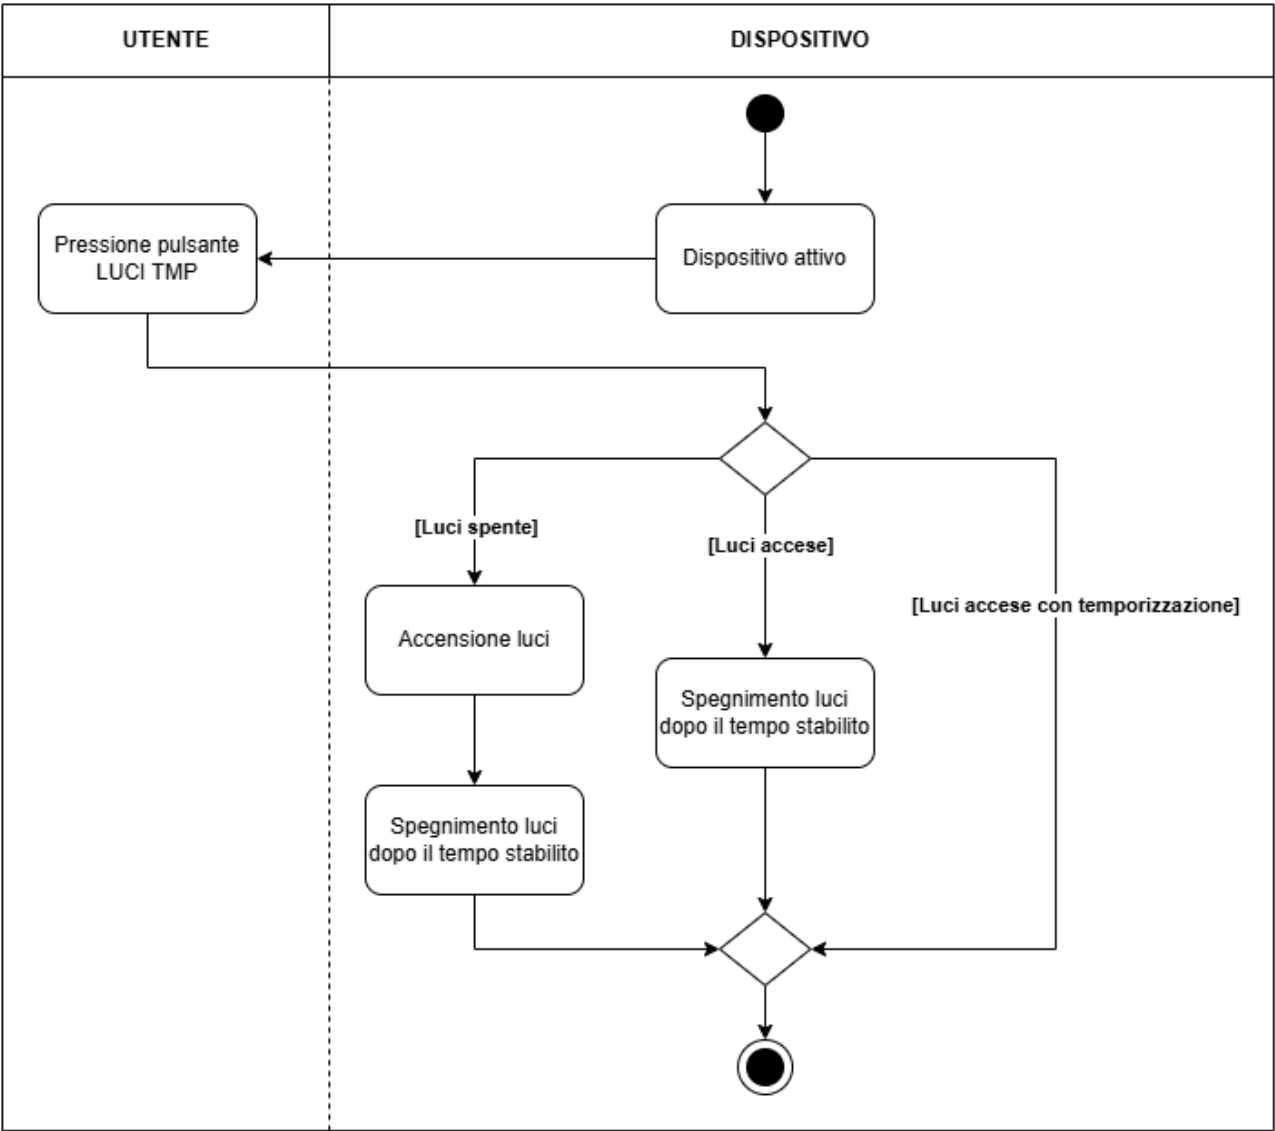 UTENTE
DISPOSITIVO
Pressione pulsante
LUCI TMP
Dispositivo attivo
[Luci spente]
[Luci accese]
[Luci accese con temporizzazione]
Accensione luci
Spegnimento luci
dopo il tempo stabilito
Spegnimento luci
dopo il tempo stabilito